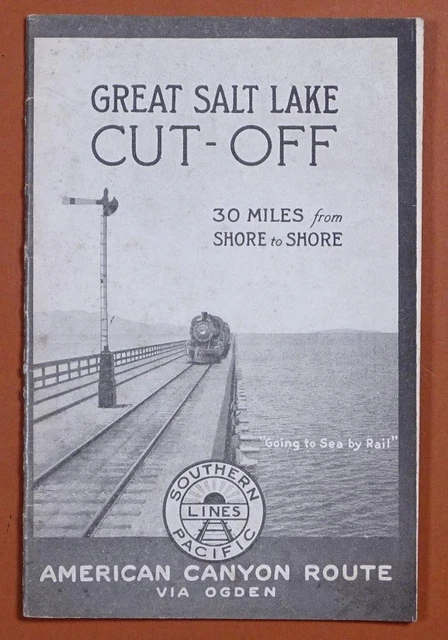 GREAT SALT LAKE
CUT-OFF
30 MILES from
SHORE to SHORE
"Going to Sea by Rail"
SOUTHERN
LINES
PACIFIC
AMERICAN CANYON ROUTE
VIA OGDEN